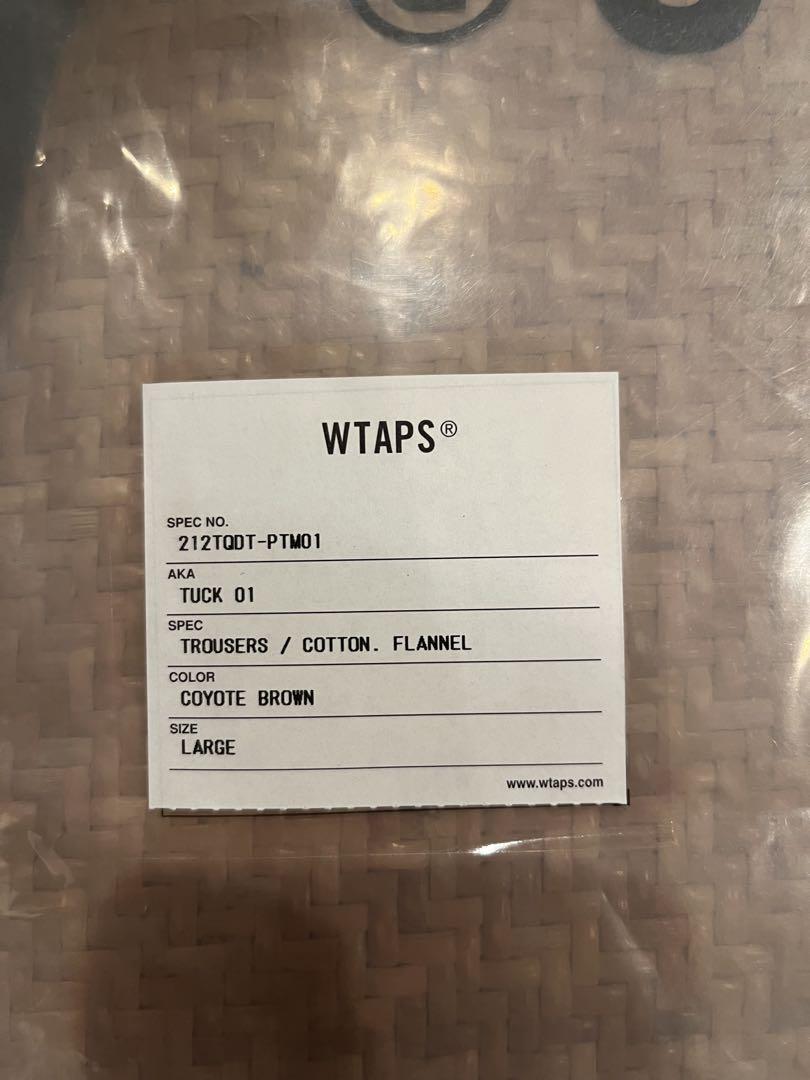 WTAPS®
SPEC NO.
212TQDT-PTM01
AKA
TUCK 01
SPEC
TROUSERS / COTTON. FLANNEL
COLOR
COYOTE BROWN
SIZE
LARGE
www.wtaps.com